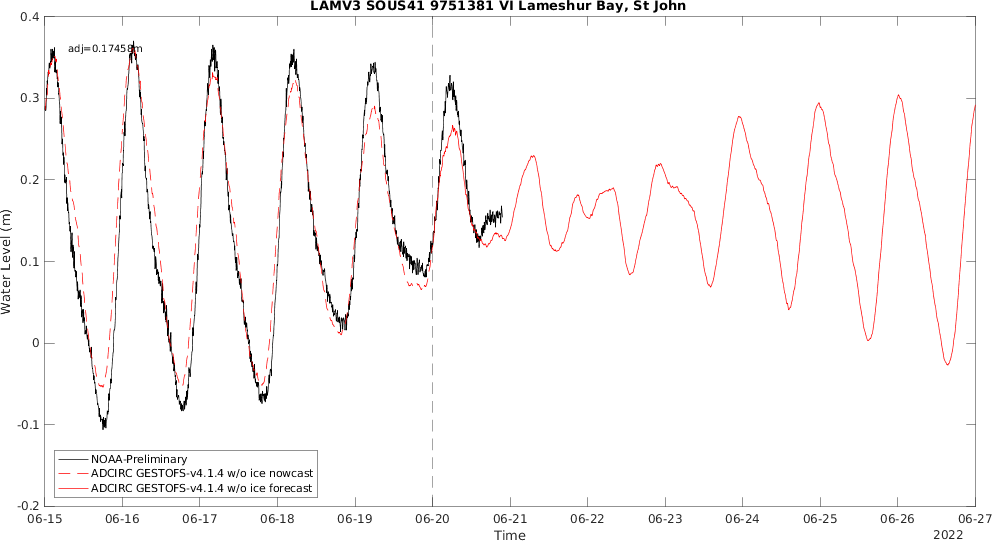 LAMV3 SOUS41 9751381 VI Lameshur Bay, St John
adj=0.17458m
0.4
0.3
0.2
0.1
0
-0.1
-0.2
Water Level (m)
NOAA-Preliminary
ADCIRC GESTOFS-v4.1.4 w/o ice nowcast
ADCIRC GESTOFS-v4.1.4 w/o ice forecast
06-15 06-16 06-17 06-18 06-19 06-20 06-21 06-22 06-23 06-24 06-25 06-26 06-27
Time
2022